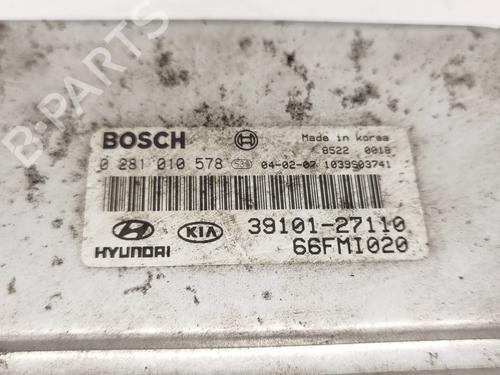 BOSCH
Made in korea
8522 0018
0 281 010 578 S39 04-02-07 1039S03741
39101-27110
HYUNDAI KIA
66FMI020
B-PARTS